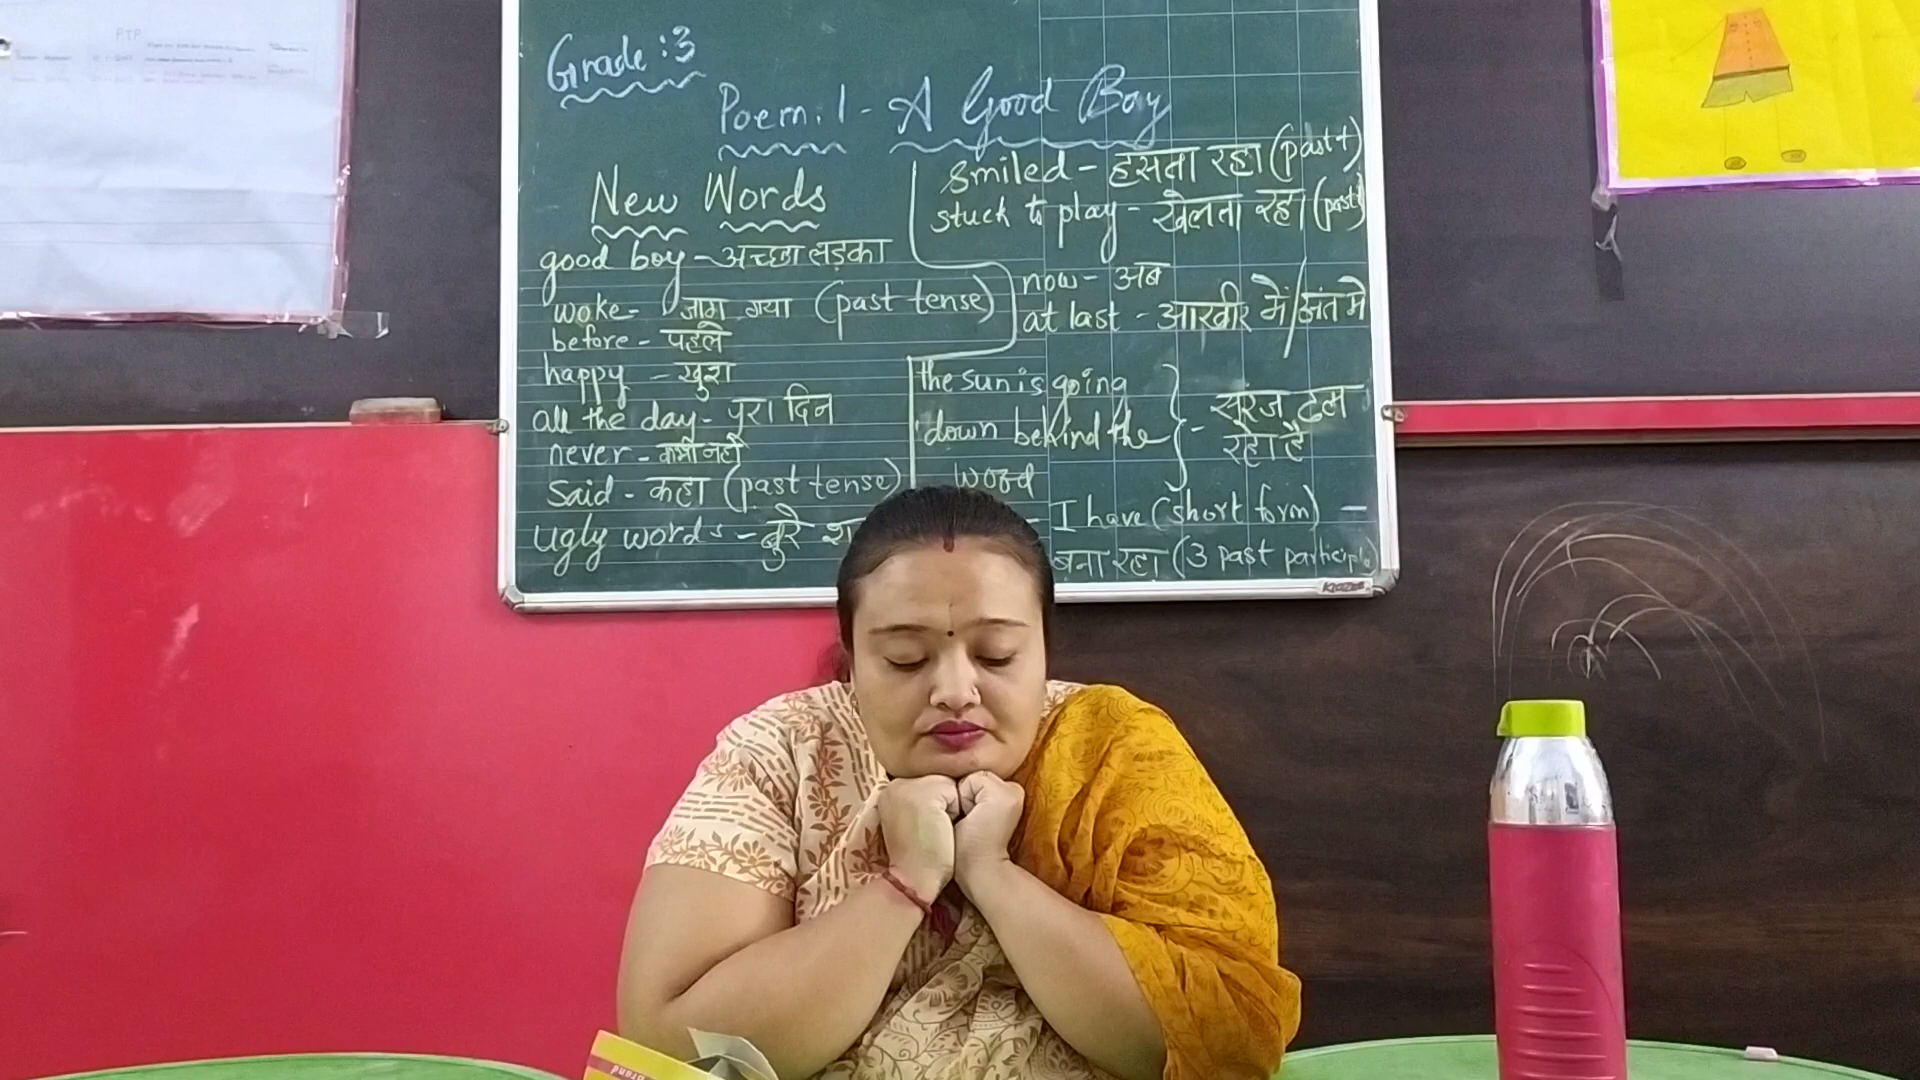 P.T.P
Grade : 3
Poem : 1 - A Good Boy
New Words
good boy - अच्छा लड़का
woke - जाग गया (past tense)
before - पहले
happy - खुश
all the day - पुरा दिन
never - कभी नही
Said - कहा (past tense)
ugly words - बुरे
smiled - हसता रहा (past t)
stuck to play - खेलता रहा (past)
now - अब
at last - आखीर में/अंत मे
the sun is going
down behind the } - सूरज ढल
रहा है
wood
- I have (short form) -
बना रहा (3 past participle)